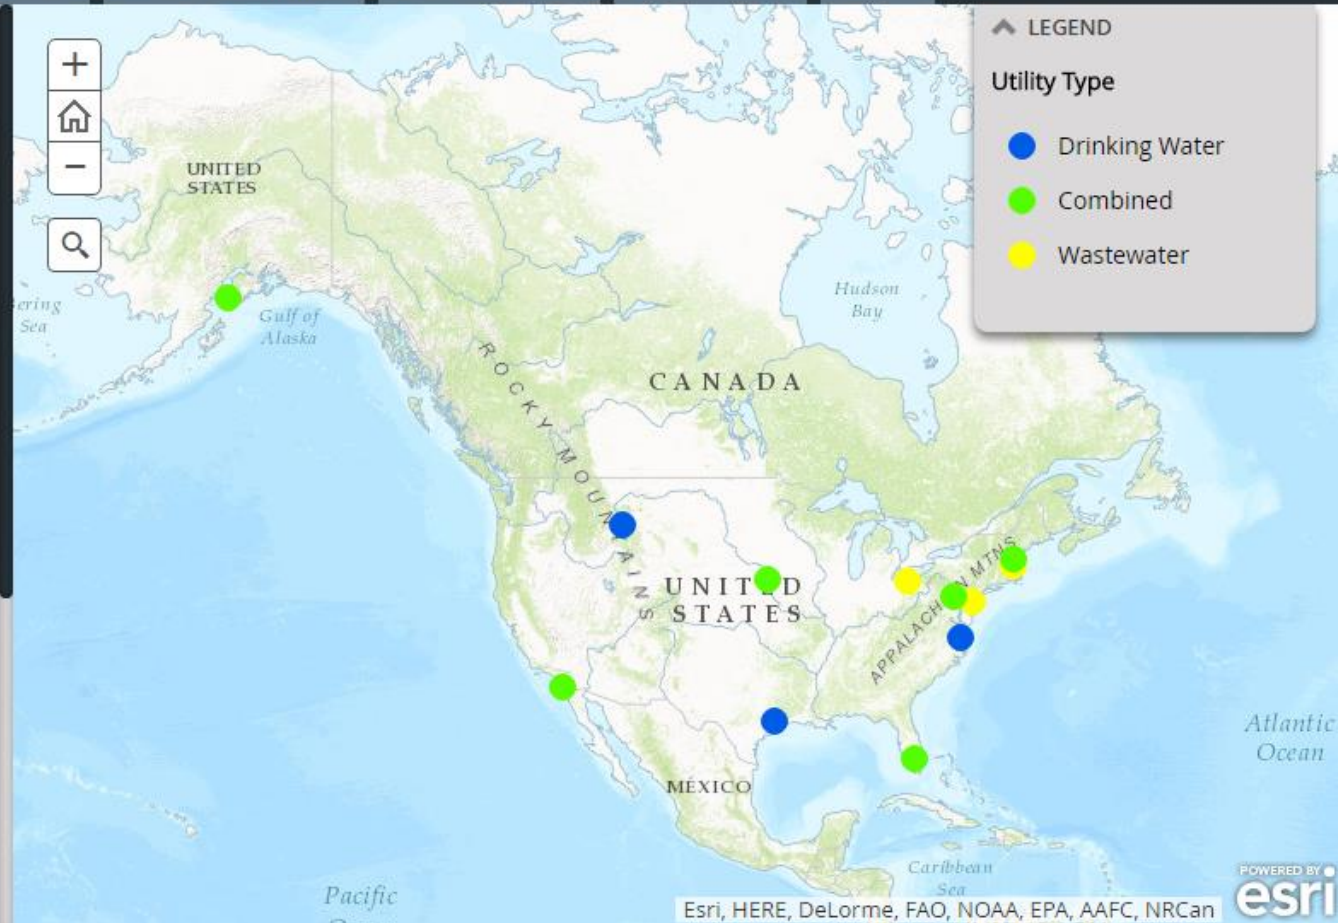 LEGEND
Utility Type
Drinking Water
Combined
Wastewater
+
−
UNITED
STATES
Sea
Gulf of
Alaska
Hudson
Bay
ROCKY MOUNTAINS
CANADA
UNITED
STATES
APPALACHIAN MTNS
Atlantic
Ocean
MÉXICO
Caribbean
Sea
Pacific
POWERED BY
esri
Esri, HERE, DeLorme, FAO, NOAA, EPA, AAFC, NRCan